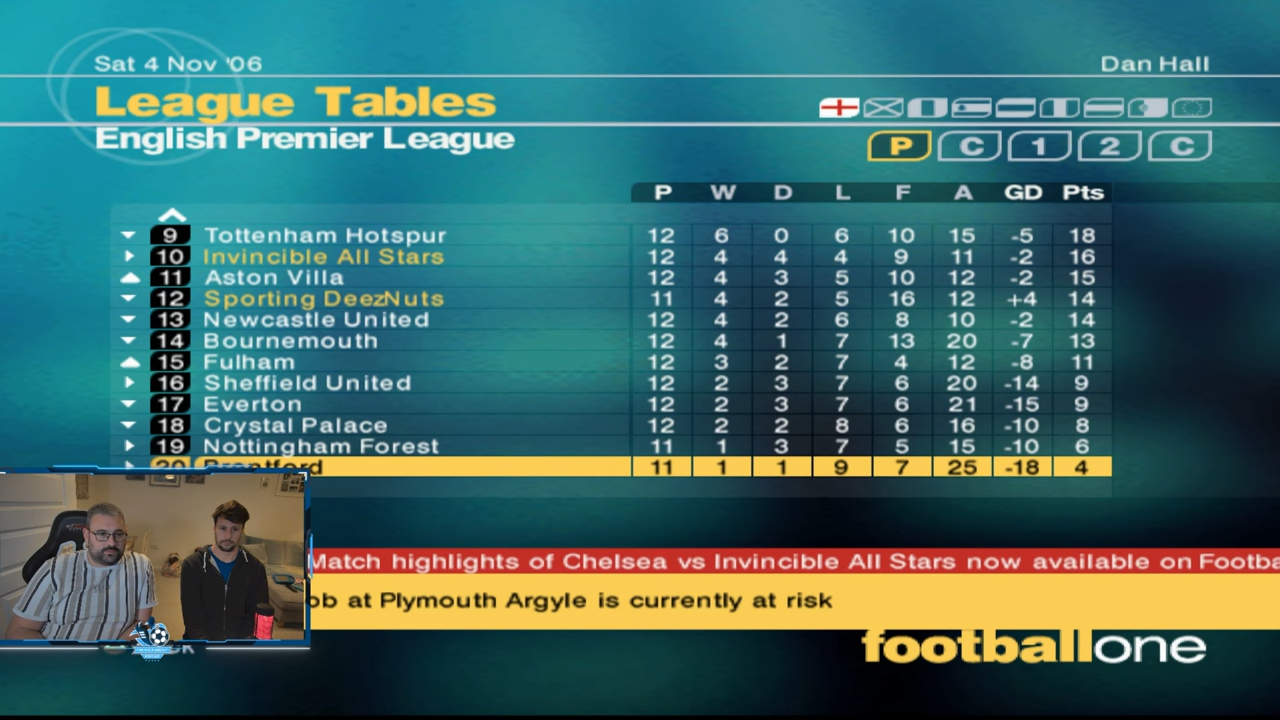 Sat 4 Nov '06
Dan Hall
League Tables
English Premier League
P C 1 2 C
P W D L F A GD Pts
9 Tottenham Hotspur 12 6 0 6 10 15 -5 18
10 Invincible All Stars 12 4 4 4 9 11 -2 16
11 Aston Villa 12 4 3 5 10 12 -2 15
12 Sporting DeezNuts 11 4 2 5 16 12 +4 14
13 Newcastle United 12 4 2 6 8 10 -2 14
14 Bournemouth 12 4 1 7 13 20 -7 13
15 Fulham 12 3 2 7 4 12 -8 11
16 Sheffield United 12 2 3 7 6 20 -14 9
17 Everton 12 2 3 7 6 21 -15 9
18 Crystal Palace 12 2 2 8 6 16 -10 8
19 Nottingham Forest 11 1 3 7 5 15 -10 6
20 Brentford 11 1 1 9 7 25 -18 4
Match highlights of Chelsea vs Invincible All Stars now available on Footba
ob at Plymouth Argyle is currently at risk
footballone